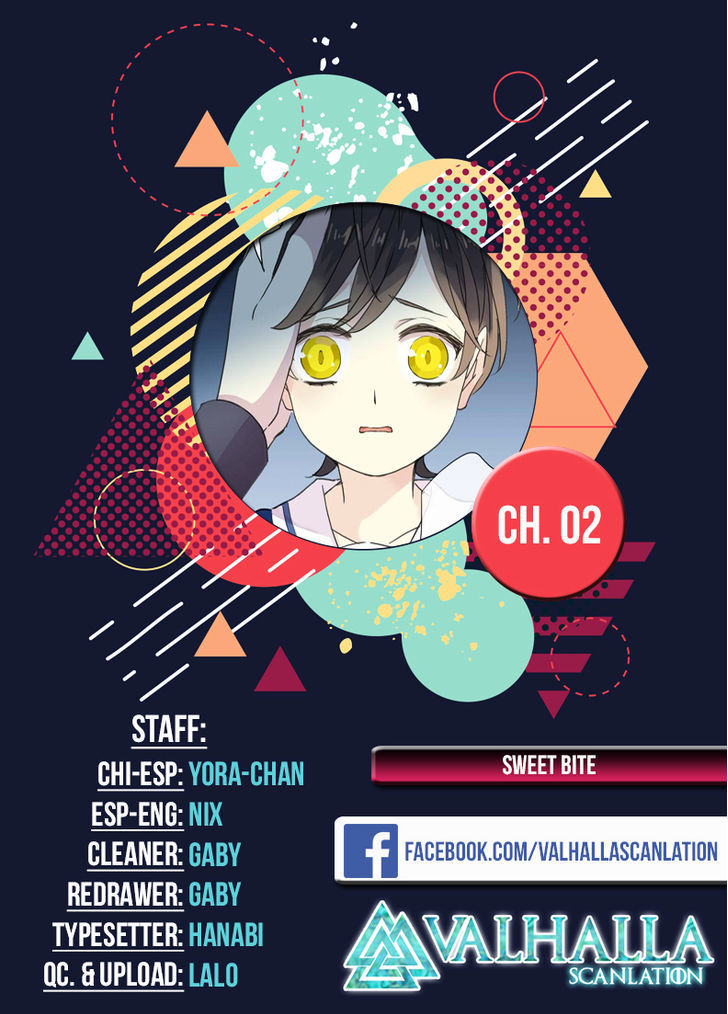 CH. 02
STAFF:
CHI-ESP: YORA-CHAN
ESP-ENG: NIX
CLEANER: GABY
REDRAWER: GABY
TYPESETTER: HANABI
QC. & UPLOAD: LALO
SWEET BITE
FACEBOOK.COM/VALHALLASCANLATION
VALHALLA
SCANLATION